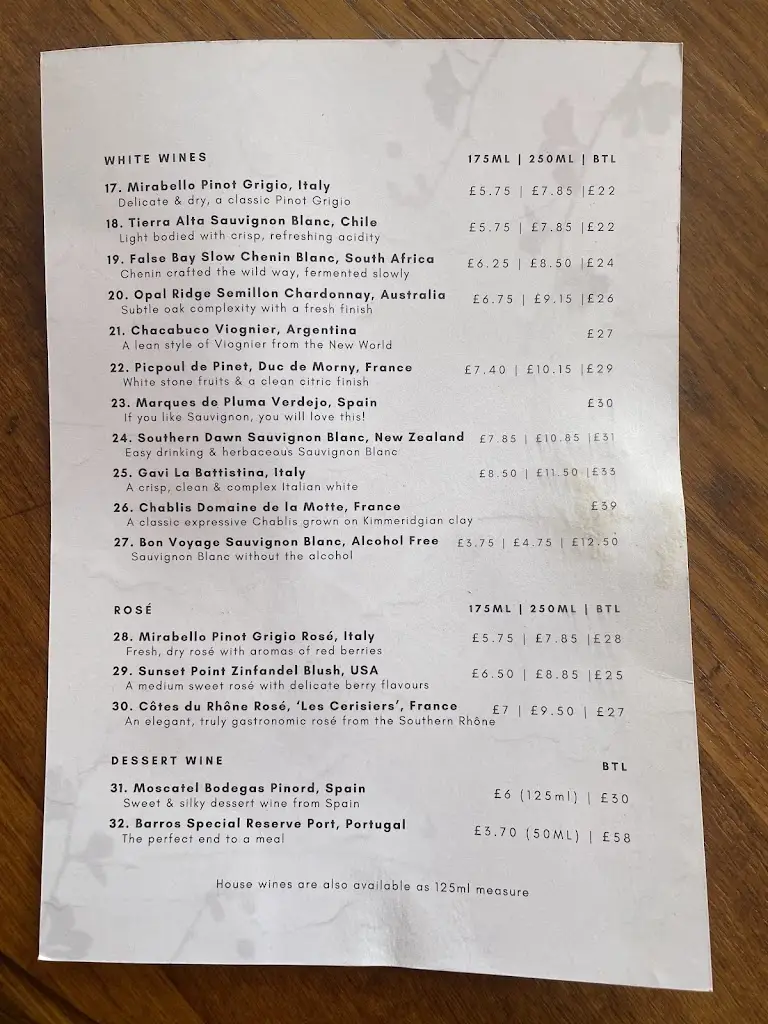 WHITE WINES 175ML | 250ML | BTL
17. Mirabello Pinot Grigio, Italy £5.75 | £7.85 |£22
Delicate & dry, a classic Pinot Grigio
18. Tierra Alta Sauvignon Blanc, Chile £5.75 | £7.85 |£22
Light bodied with crisp, refreshing acidity
19. False Bay Slow Chenin Blanc, South Africa £6.25 | £8.50 |£24
Chenin crafted the wild way, fermented slowly
20. Opal Ridge Semillon Chardonnay, Australia £6.75 | £9.15 |£26
Subtle oak complexity with a fresh finish
21. Chacabuco Viognier, Argentina £27
A lean style of Viognier from the New World
22. Picpoul de Pinet, Duc de Morny, France £7.40 | £10.15 |£29
White stone fruits & a clean citric finish
23. Marques de Pluma Verdejo, Spain £30
If you like Sauvignon, you will love this!
24. Southern Dawn Sauvignon Blanc, New Zealand £7.85 | £10.85 |£31
Easy drinking & herbaceous Sauvignon Blanc
25. Gavi La Battistina, Italy £8.50 | £11.50 |£33
A crisp, clean & complex Italian white
26. Chablis Domaine de la Motte, France £39
A classic expressive Chablis grown on Kimmeridgian clay
27. Bon Voyage Sauvignon Blanc, Alcohol Free £3.75 | £4.75 | £12.50
Sauvignon Blanc without the alcohol
ROSÉ 175ML | 250ML | BTL
28. Mirabello Pinot Grigio Rosé, Italy £5.75 | £7.85 |£28
Fresh, dry rosé with aromas of red berries
29. Sunset Point Zinfandel Blush, USA £6.50 | £8.85 |£25
A medium sweet rosé with delicate berry flavours
30. Côtes du Rhône Rosé, 'Les Cerisiers', France £7 | £9.50 | £27
An elegant, truly gastronomic rosé from the Southern Rhône
DESSERT WINE BTL
31. Moscatel Bodegas Pinord, Spain £6 (125ml) | £30
Sweet & silky dessert wine from Spain
32. Barros Special Reserve Port, Portugal £3.70 (50ML) | £58
The perfect end to a meal
House wines are also available as 125ml measure